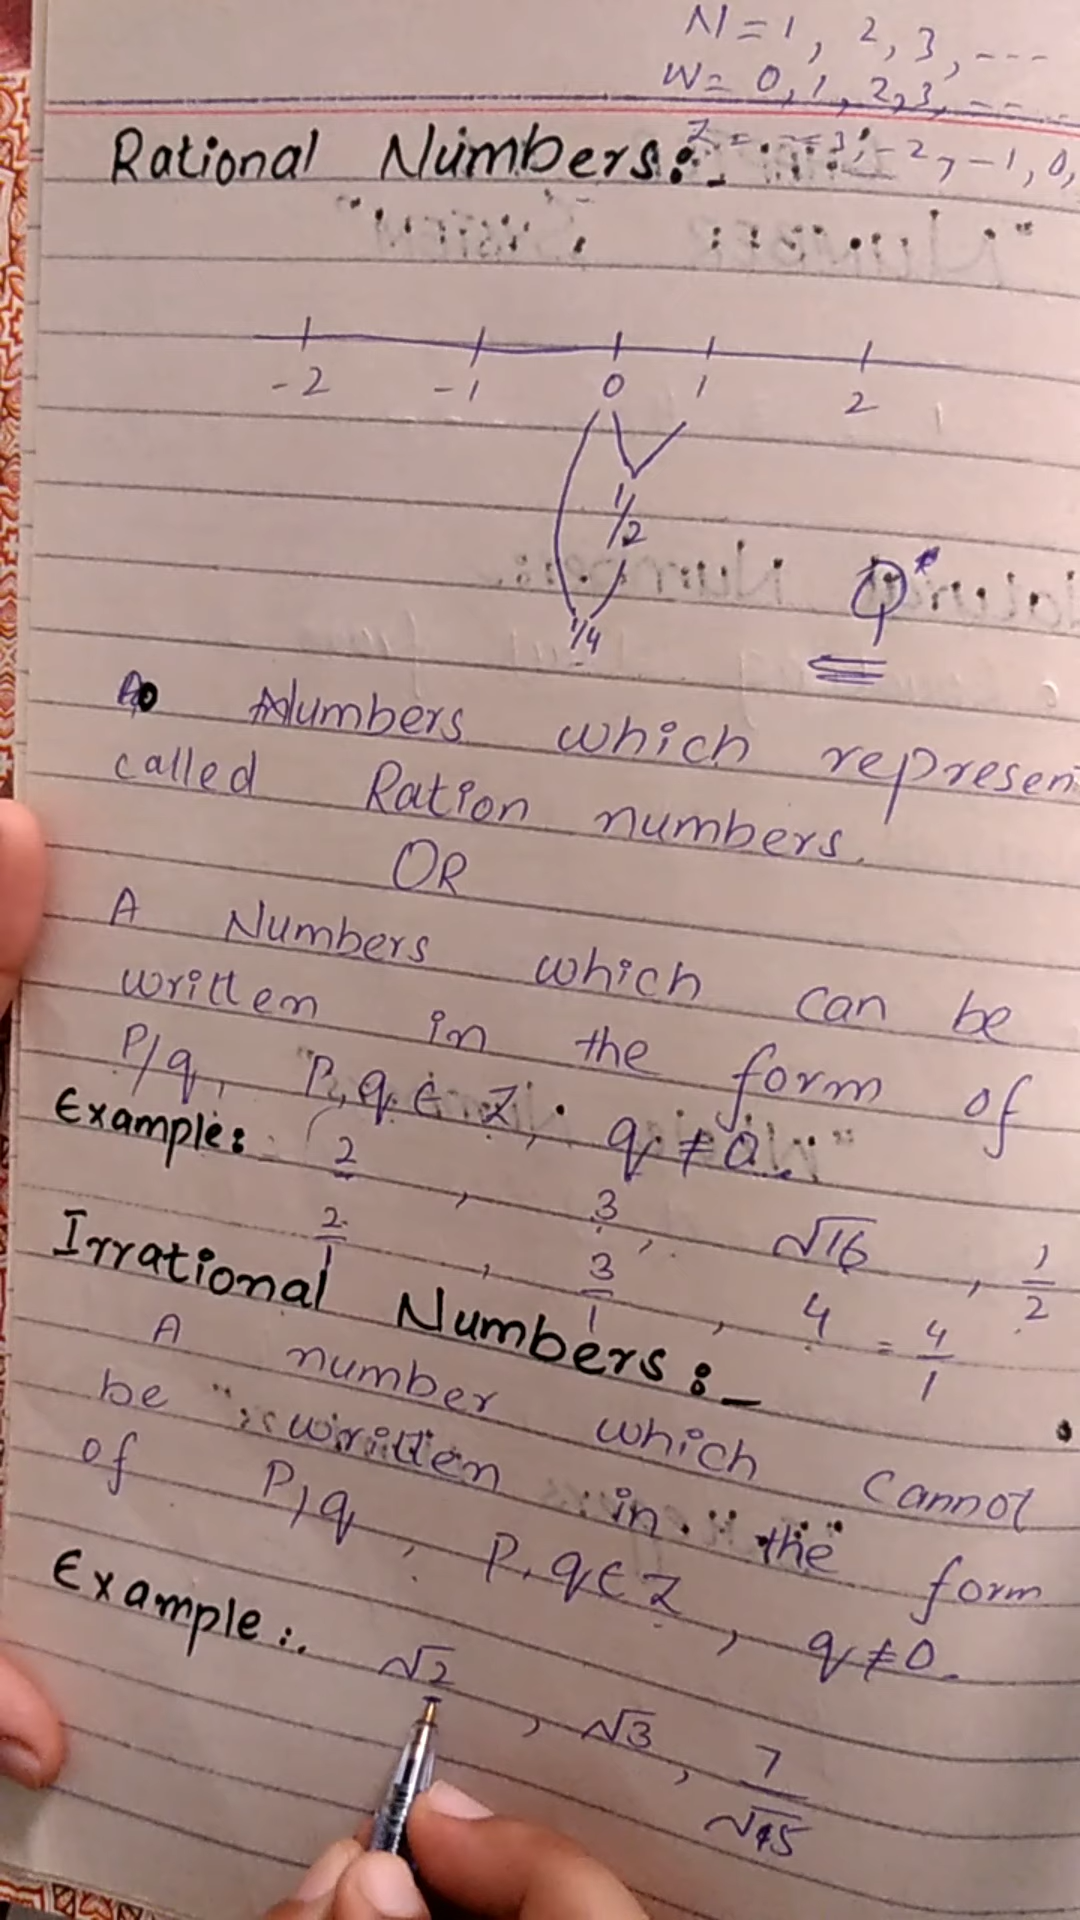 N = 1, 2, 3, ---
W = 0, 1, 2, 3, ---
Rational Numbers:-
Z = --- -3, -2, -1, 0,
-2 -1 0 1 2
1/2
Q
1/4
Numbers which represen
called Ration numbers.
OR
A Numbers which can be
written in the form of
P/q, P, q ∈ Z, q ≠ 0.
Example: 2, 3, √16, 1/2
2/1, 3/1, 4 = 4/1
Irrational Numbers:-
A number which cannot
be written in the form
of P/q, P, q ∈ Z, q ≠ 0.
Example:. √2, √3, 7/√15